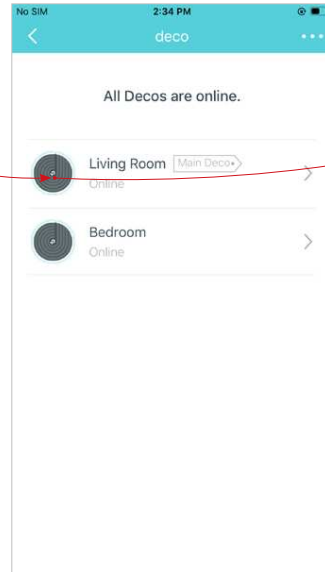 No SIM 2:34 PM
deco
All Decos are online.
Living Room Main Deco
Online
Bedroom
Online